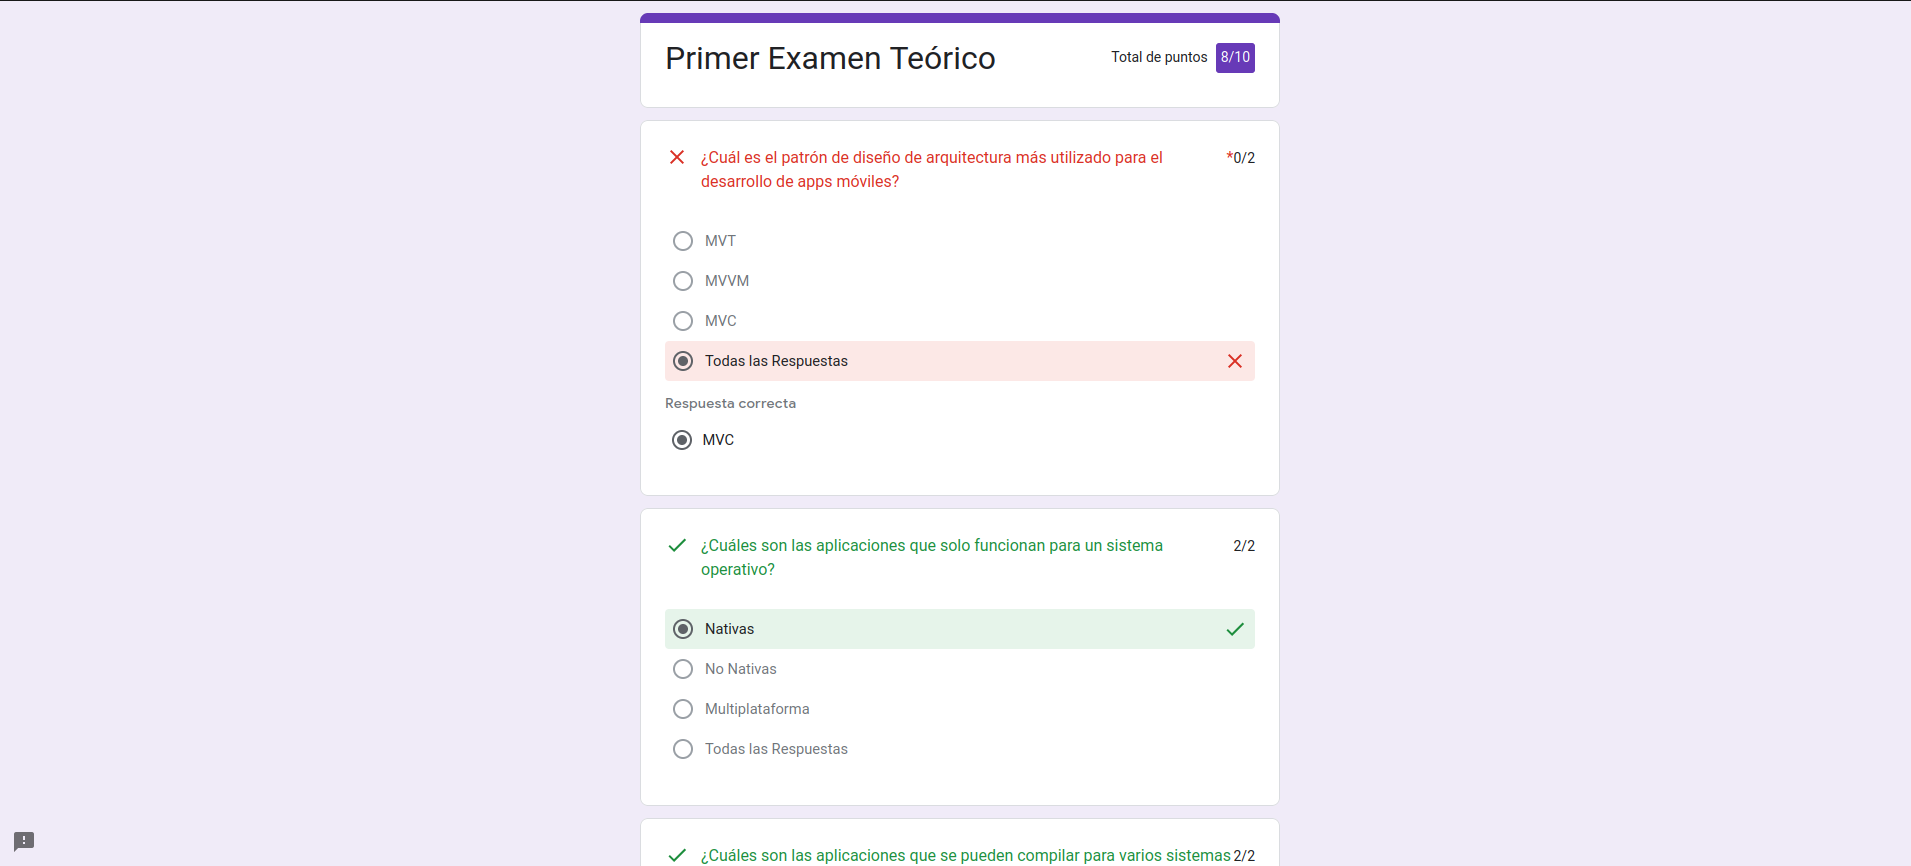 Primer Examen Teórico
Total de puntos 8/10
¿Cuál es el patrón de diseño de arquitectura más utilizado para el *0/2
desarrollo de apps móviles?
MVT
MVVM
MVC
Todas las Respuestas
Respuesta correcta
MVC
¿Cuáles son las aplicaciones que solo funcionan para un sistema 2/2
operativo?
Nativas
No Nativas
Multiplataforma
Todas las Respuestas
¿Cuáles son las aplicaciones que se pueden compilar para varios sistemas 2/2